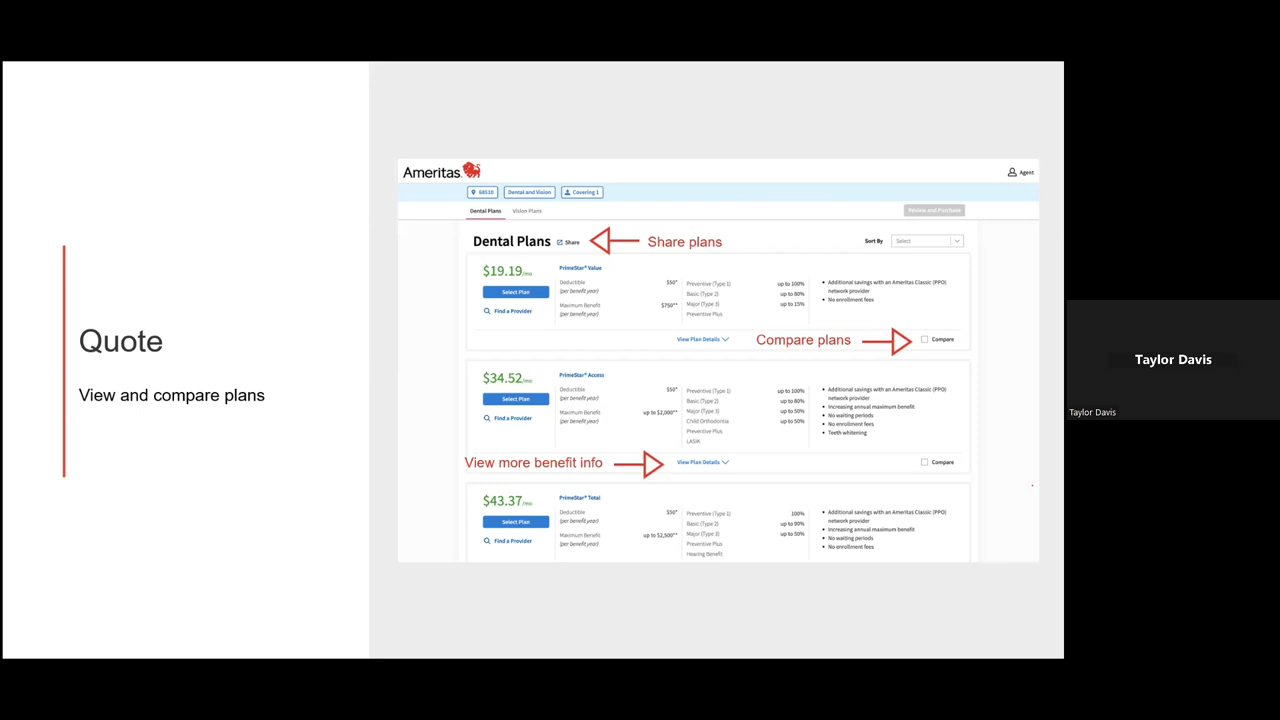 Quote
View and compare plans
Ameritas
Agent
68510
Dental and Vision
Covering 1
Dental Plans
Vision Plans
Review and Purchase
Dental Plans
Share
Share plans
Sort By
Select
$19.19/mo
Select Plan
Find a Provider
PrimeStar® Value
Deductible $50*
(per benefit year)
Maximum Benefit $750**
(per benefit year)
Preventive (Type 1) up to 100%
Basic (Type 2) up to 80%
Major (Type 3) up to 15%
Preventive Plus
• Additional savings with an Ameritas Classic (PPO)
network provider
• No enrollment fees
View Plan Details
Compare plans
Compare
$34.52/mo
Select Plan
Find a Provider
PrimeStar® Access
Deductible $50*
(per benefit year)
Maximum Benefit up to $2,000**
(per benefit year)
Preventive (Type 1) up to 100%
Basic (Type 2) up to 80%
Major (Type 3) up to 50%
Child Orthodontia up to 50%
Preventive Plus
LASIK
• Additional savings with an Ameritas Classic (PPO)
network provider
• Increasing annual maximum benefit
• No waiting periods
• No enrollment fees
• Teeth whitening
View more benefit info
View Plan Details
Compare
$43.37/mo
Select Plan
Find a Provider
PrimeStar® Total
Deductible $50*
(per benefit year)
Maximum Benefit up to $2,500**
(per benefit year)
Preventive (Type 1) 100%
Basic (Type 2) up to 90%
Major (Type 3) up to 50%
Preventive Plus
Hearing Benefit
• Additional savings with an Ameritas Classic (PPO)
network provider
• Increasing annual maximum benefit
• No waiting periods
• No enrollment fees
Taylor Davis
Taylor Davis